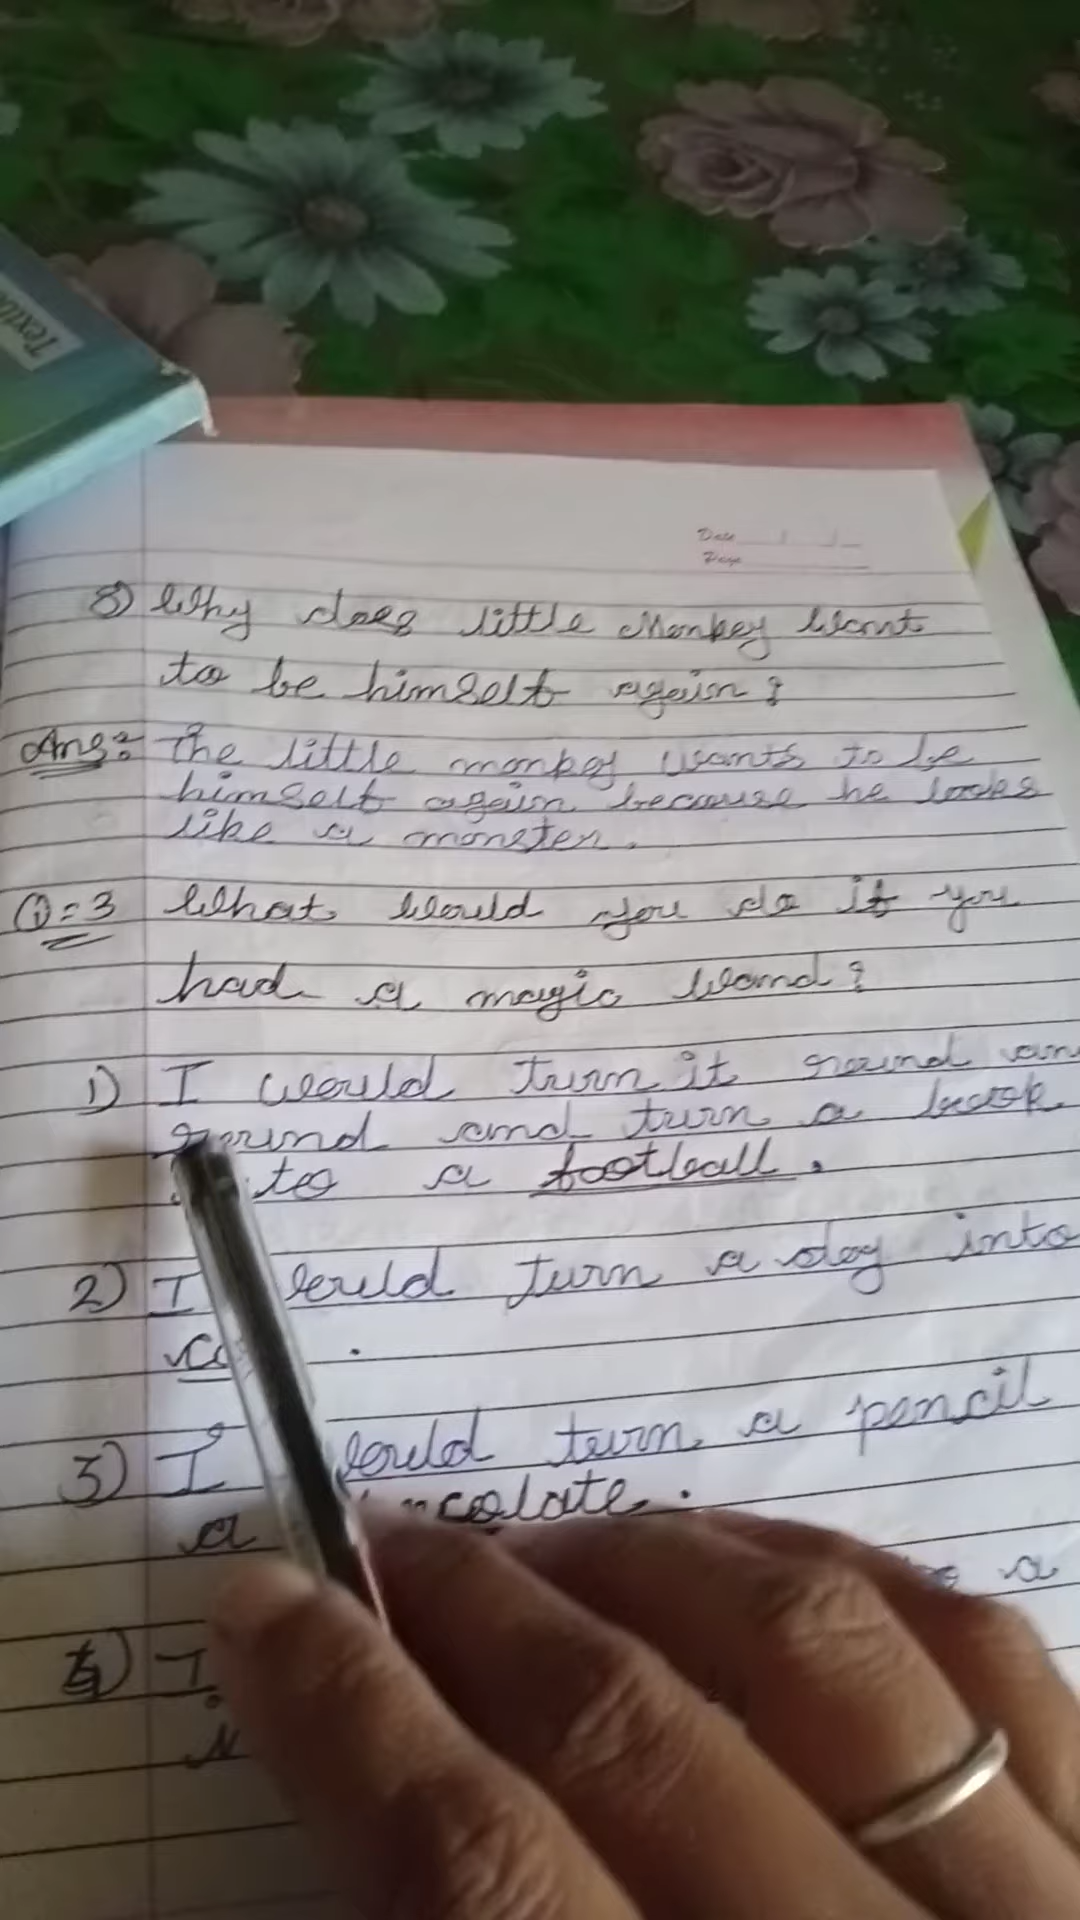 Textb
Date
Page
8) Why does little Monkey Want
to be himself again?
Ans: The little monkey wants to be
himself again because he looks
like a monster.
Q=3 What would you do if you
had a magic wand?
1) I would turn it round an
round and turn a book
to a football.
2) I would turn a dog into
.
3) I would turn a pencil
a
a
4) I